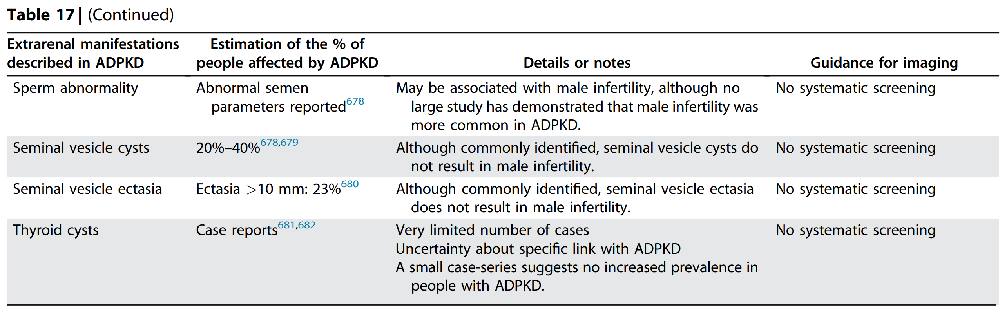 Table 17 | (Continued)
Extrarenal manifestations described in ADPKD | Estimation of the % of people affected by ADPKD | Details or notes | Guidance for imaging
Sperm abnormality | Abnormal semen parameters reported678 | May be associated with male infertility, although no large study has demonstrated that male infertility was more common in ADPKD. | No systematic screening
Seminal vesicle cysts | 20%–40%678,679 | Although commonly identified, seminal vesicle cysts do not result in male infertility. | No systematic screening
Seminal vesicle ectasia | Ectasia >10 mm: 23%680 | Although commonly identified, seminal vesicle ectasia does not result in male infertility. | No systematic screening
Thyroid cysts | Case reports681,682 | Very limited number of cases Uncertainty about specific link with ADPKD A small case-series suggests no increased prevalence in people with ADPKD. | No systematic screening